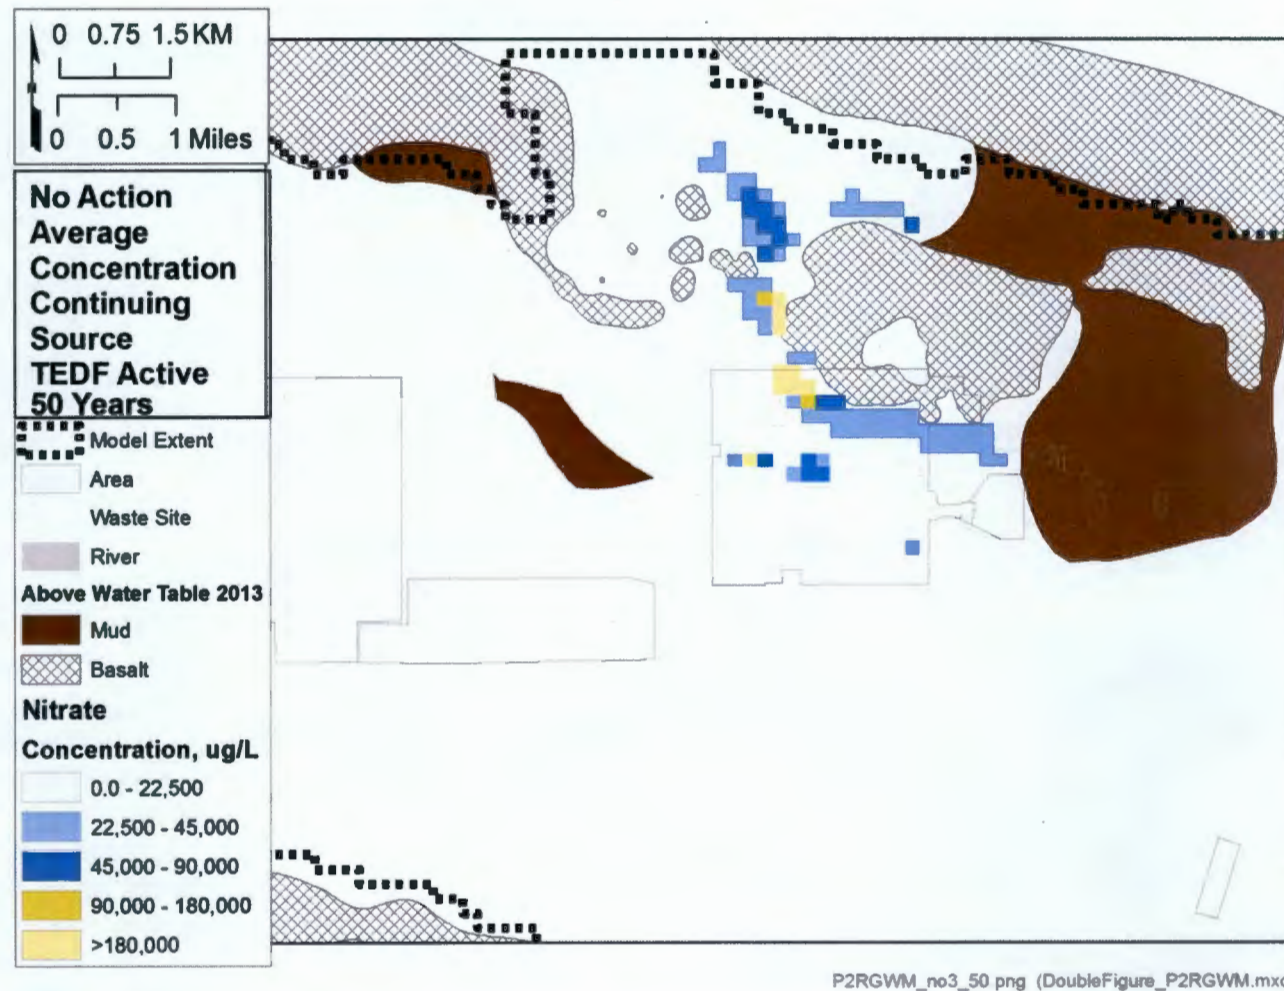 0 0.75 1.5 KM
0 0.5 1 Miles
No Action
Average
Concentration
Continuing
Source
TEDF Active
50 Years
Model Extent
Area
Waste Site
River
Above Water Table 2013
Mud
Basalt
Nitrate
Concentration, ug/L
0.0 - 22,500
22,500 - 45,000
45,000 - 90,000
90,000 - 180,000
>180,000
P2RGWM_no3_50 png (DoubleFigure_P2RGWM.mxd